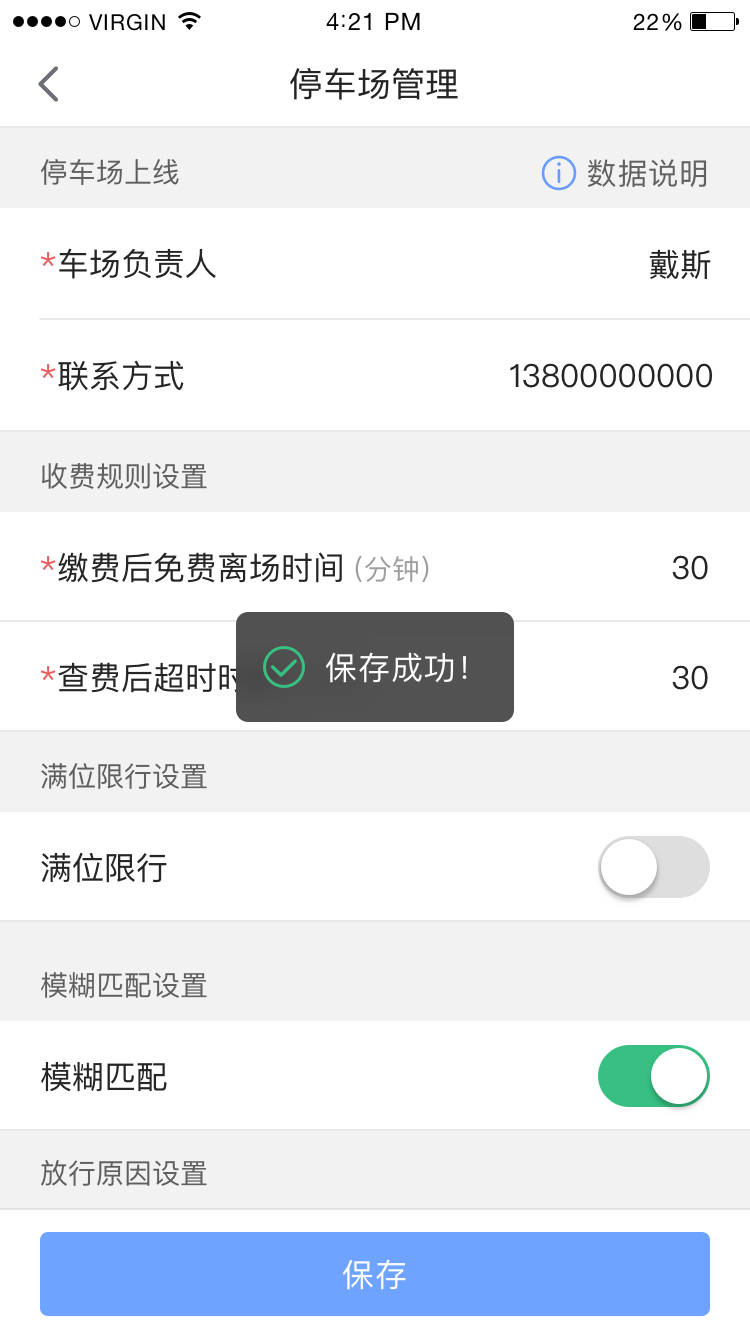 VIRGIN 4:21 PM 22%
停车场管理
停车场上线 数据说明
*车场负责人 戴斯
*联系方式 13800000000
收费规则设置
*缴费后免费离场时间 (分钟) 30
*查费后超时时 30
保存成功!
满位限行设置
满位限行
模糊匹配设置
模糊匹配
放行原因设置
保存